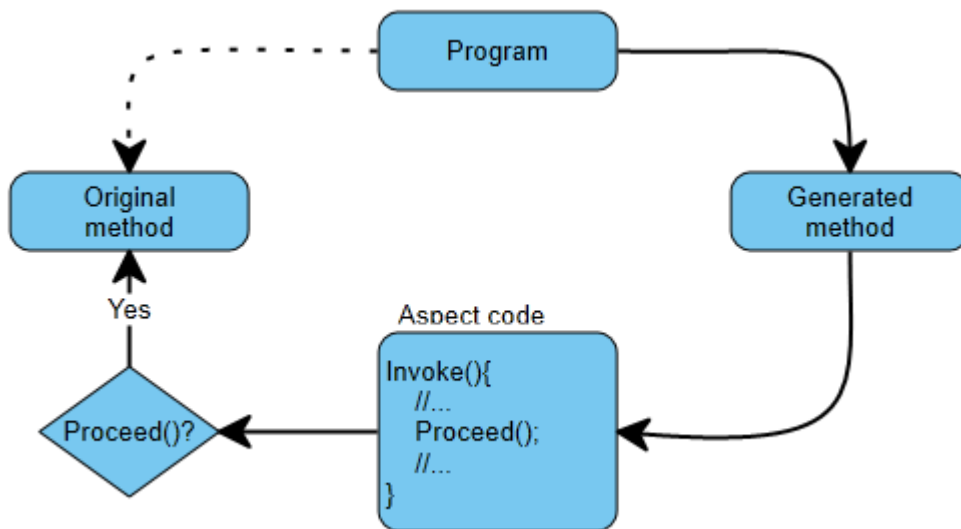 Program
Original
method
Generated
method
Yes
Aspect code
Invoke(){
//...
Proceed();
//...
}
Proceed()?